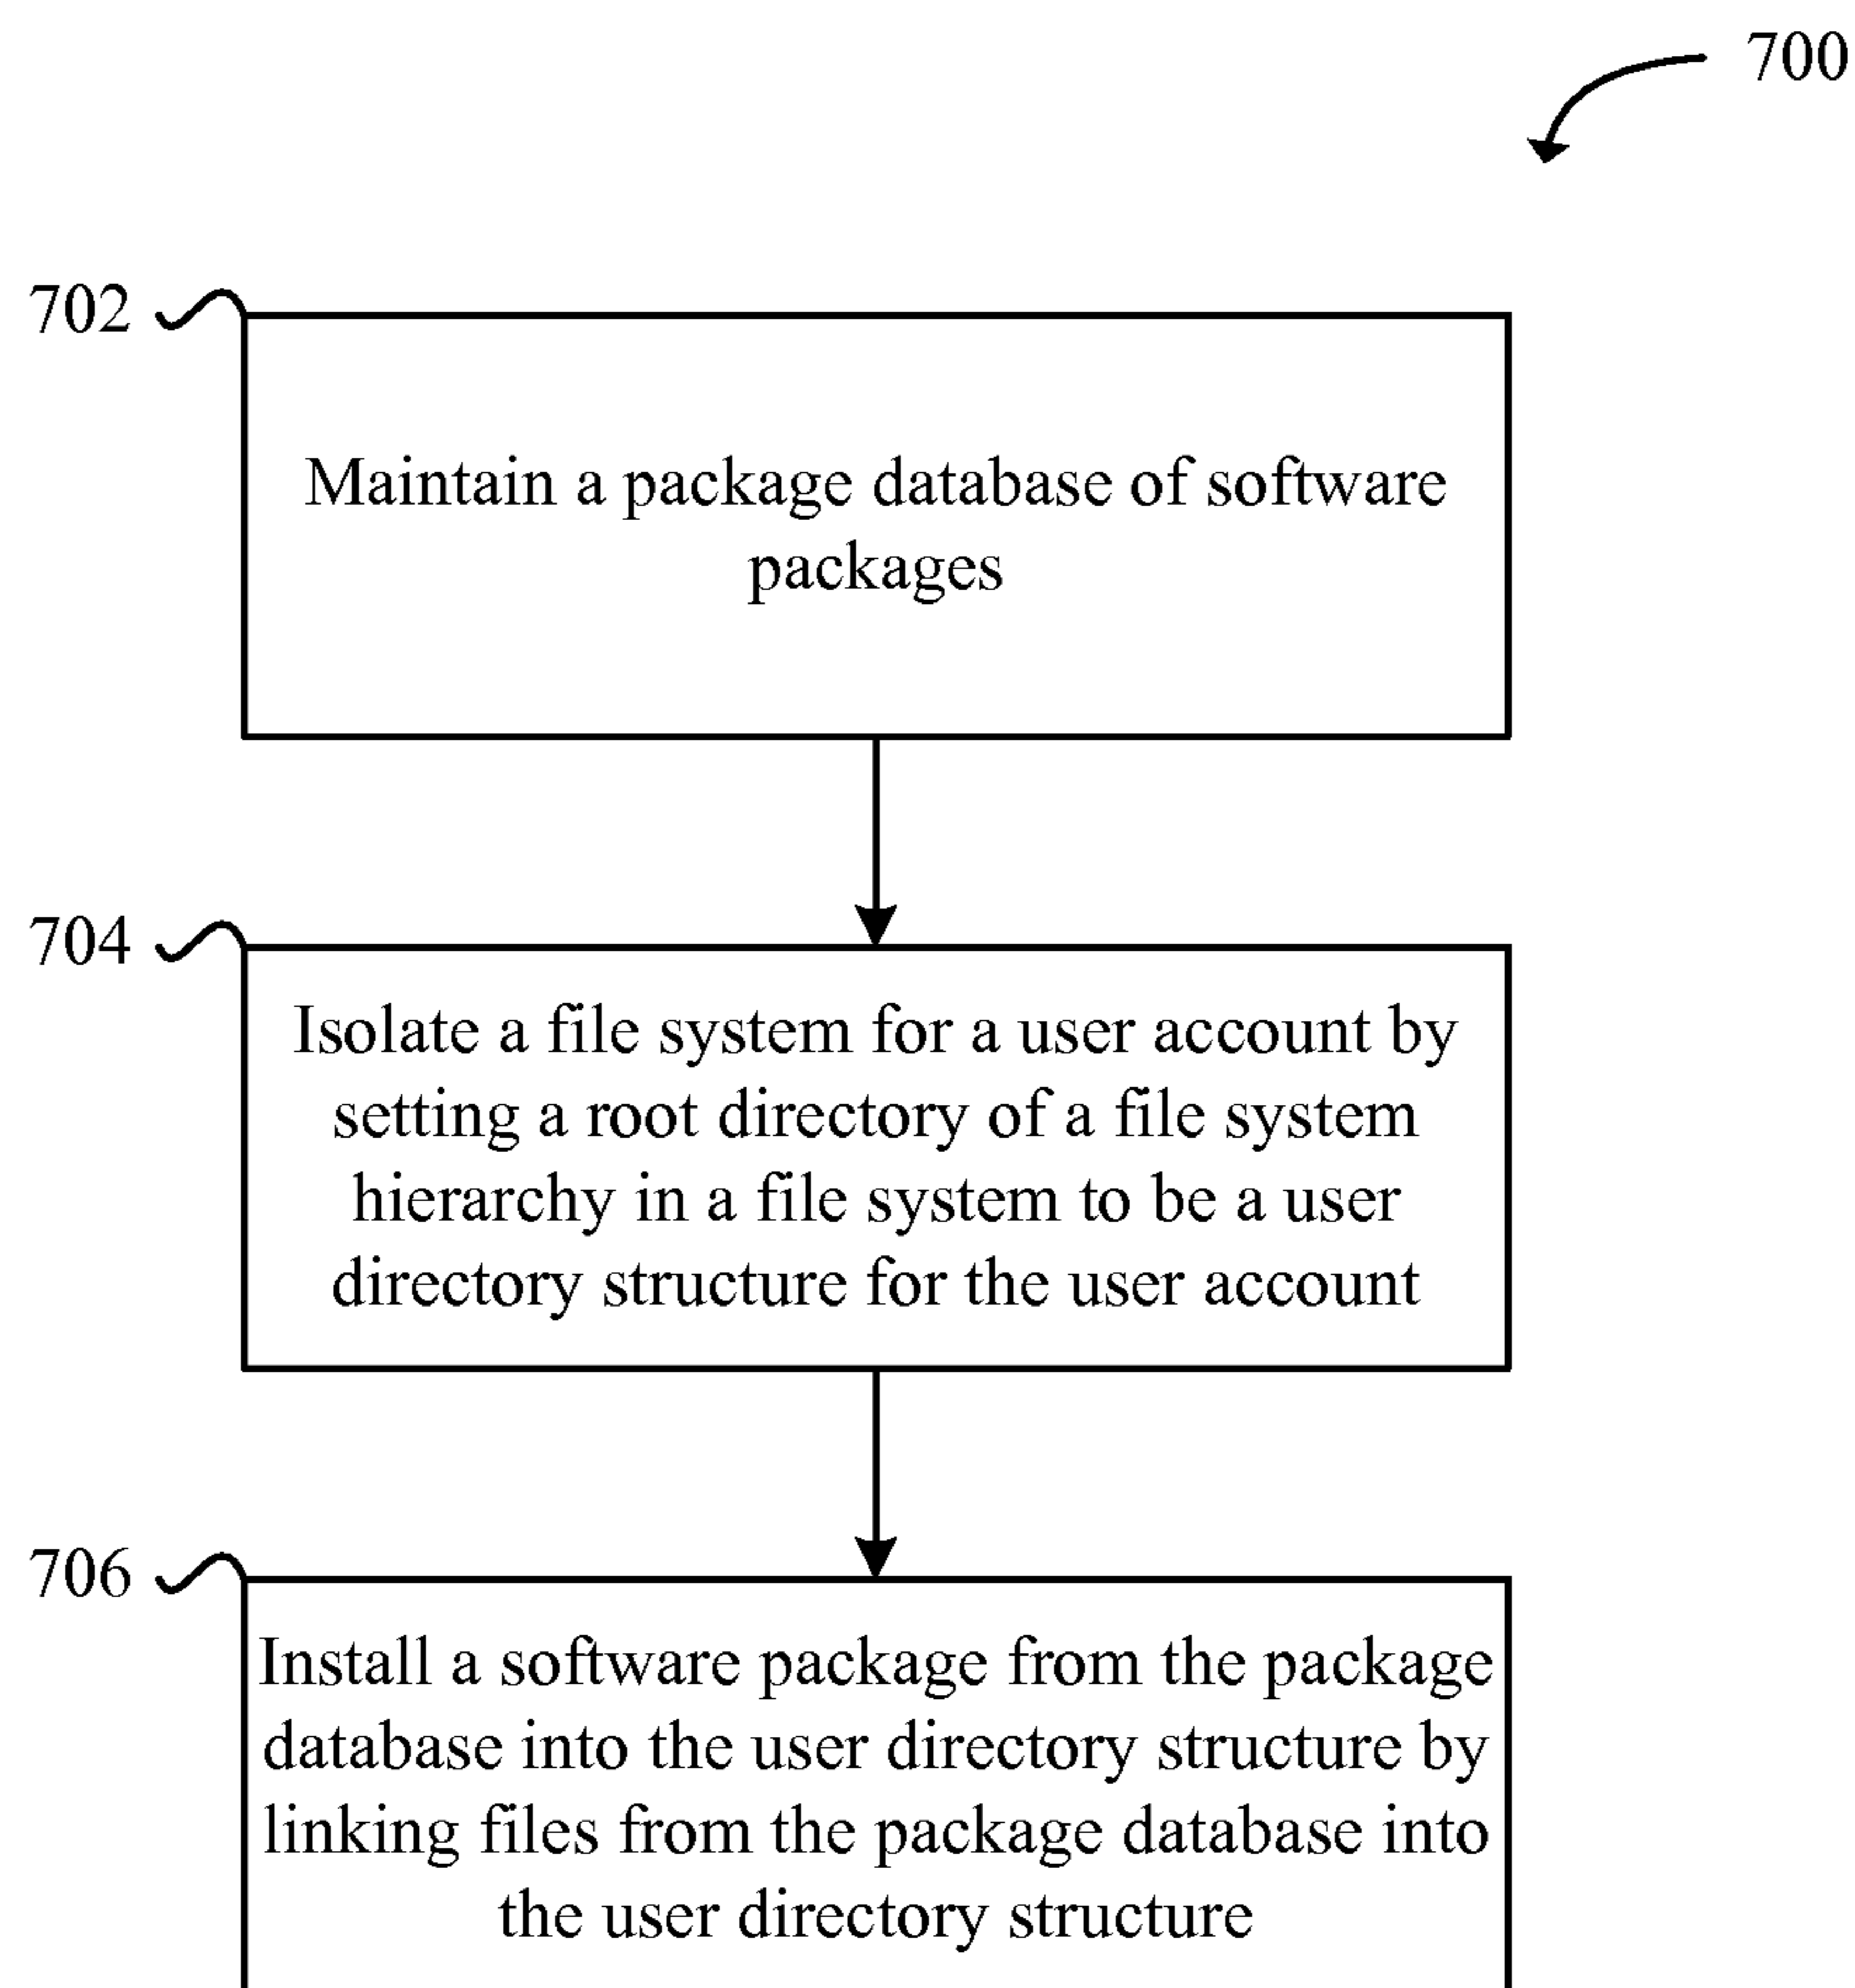 700
702
Maintain a package database of software
packages
704
Isolate a file system for a user account by
setting a root directory of a file system
hierarchy in a file system to be a user
directory structure for the user account
706
Install a software package from the package
database into the user directory structure by
linking files from the package database into
the user directory structure